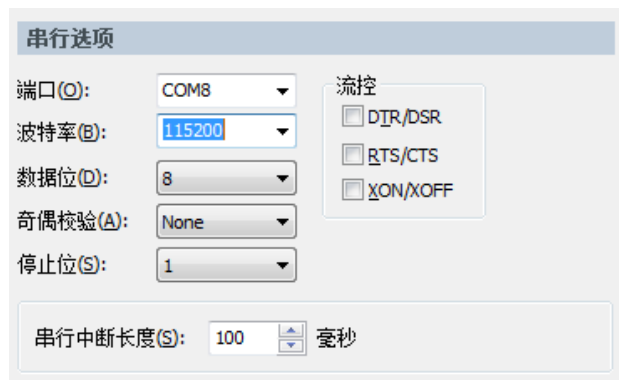 串行选项
端口(O): COM8
波特率(B): 115200
数据位(D): 8
奇偶校验(A): None
停止位(S): 1
流控
DTR/DSR
RTS/CTS
XON/XOFF
串行中断长度(S): 100 毫秒